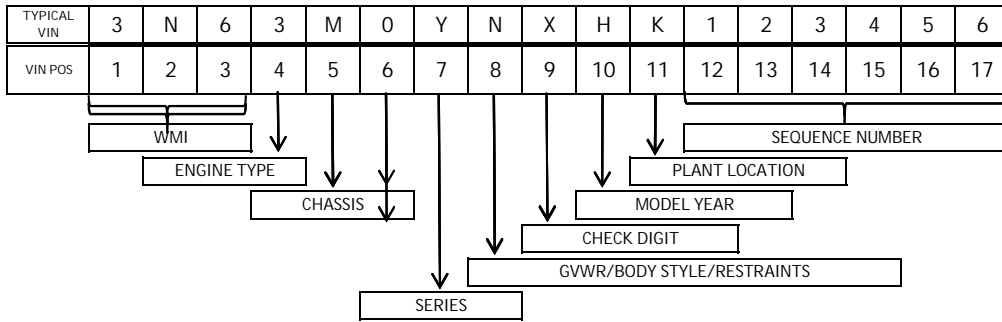 TYPICAL VIN 3 N 6 3 M 0 Y N X H K 1 2 3 4 5 6
VIN POS 1 2 3 4 5 6 7 8 9 10 11 12 13 14 15 16 17
WMI SEQUENCE NUMBER
ENGINE TYPE PLANT LOCATION
CHASSIS MODEL YEAR
CHECK DIGIT
GVWR/BODY STYLE/RESTRAINTS
SERIES